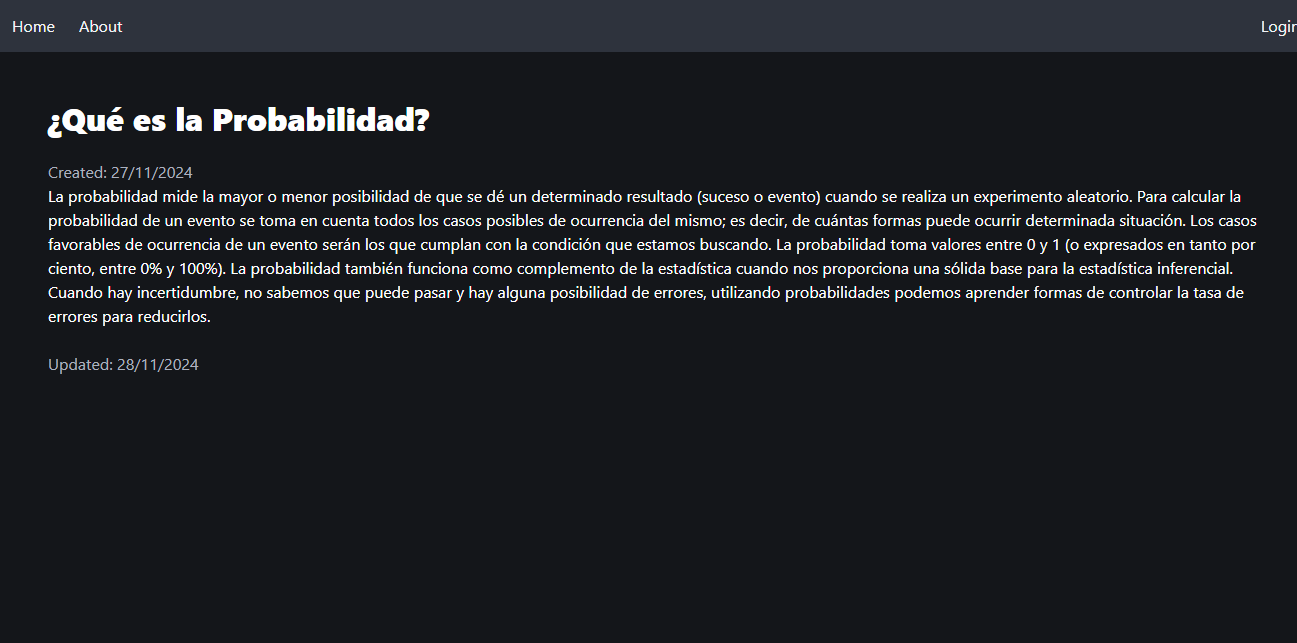 Home About Login
¿Qué es la Probabilidad?
Created: 27/11/2024
La probabilidad mide la mayor o menor posibilidad de que se dé un determinado resultado (suceso o evento) cuando se realiza un experimento aleatorio. Para calcular la
probabilidad de un evento se toma en cuenta todos los casos posibles de ocurrencia del mismo; es decir, de cuántas formas puede ocurrir determinada situación. Los casos
favorables de ocurrencia de un evento serán los que cumplan con la condición que estamos buscando. La probabilidad toma valores entre 0 y 1 (o expresados en tanto por
ciento, entre 0% y 100%). La probabilidad también funciona como complemento de la estadística cuando nos proporciona una sólida base para la estadística inferencial.
Cuando hay incertidumbre, no sabemos que puede pasar y hay alguna posibilidad de errores, utilizando probabilidades podemos aprender formas de controlar la tasa de
errores para reducirlos.
Updated: 28/11/2024